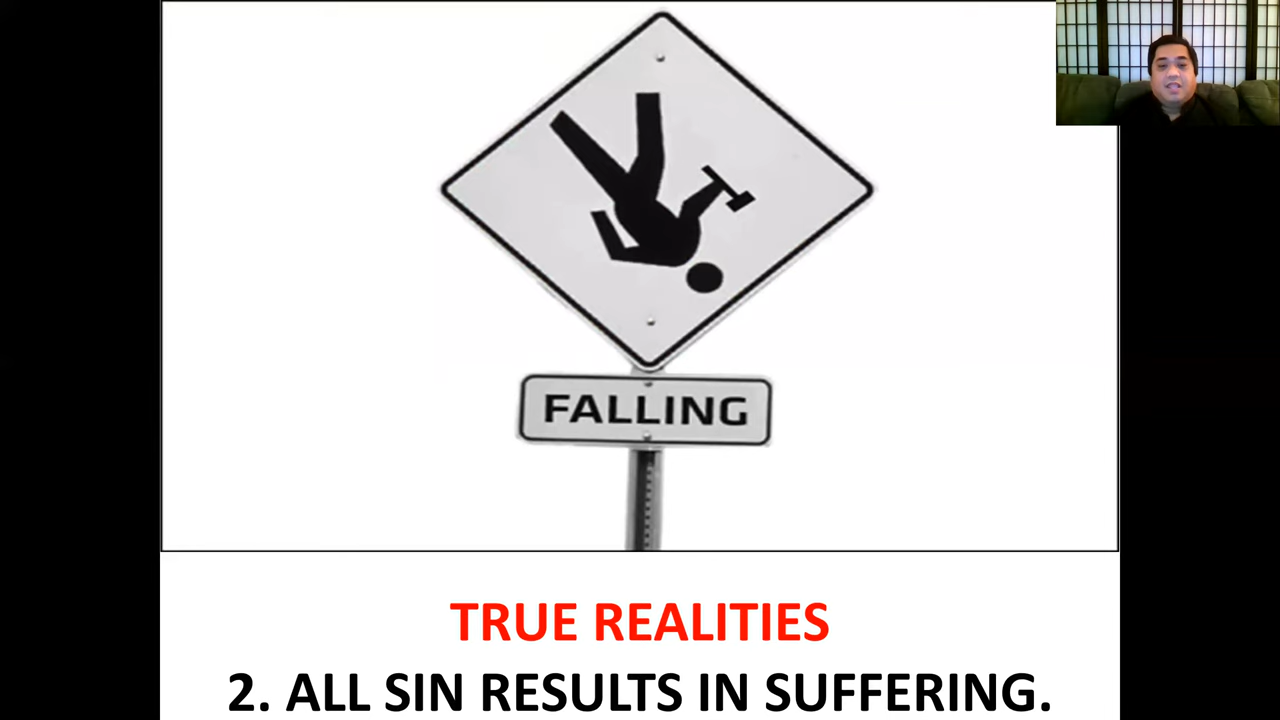 FALLING
TRUE REALITIES
2. ALL SIN RESULTS IN SUFFERING.